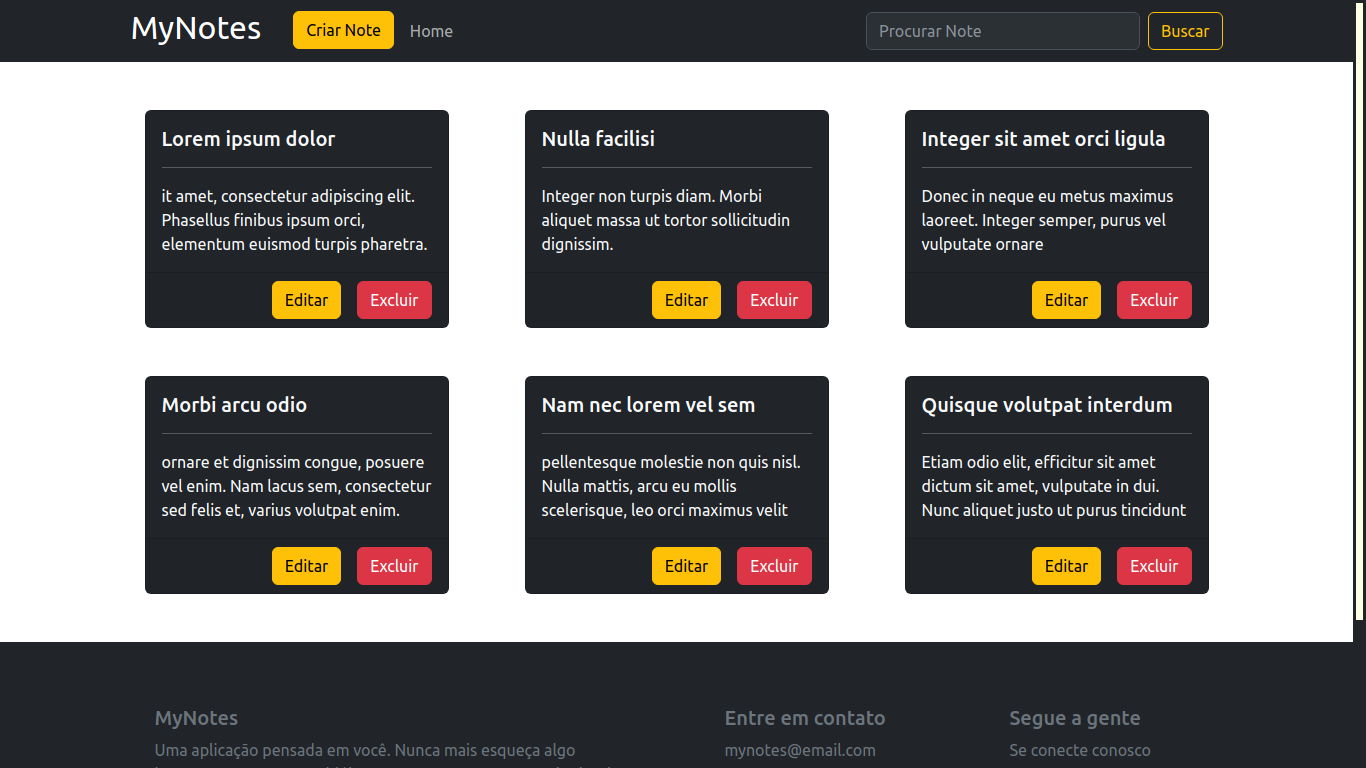 MyNotes
Criar Note
Home
Procurar Note
Buscar
Lorem ipsum dolor
it amet, consectetur adipiscing elit.
Phasellus finibus ipsum orci,
elementum euismod turpis pharetra.
Editar
Excluir
Nulla facilisi
Integer non turpis diam. Morbi
aliquet massa ut tortor sollicitudin
dignissim.
Editar
Excluir
Integer sit amet orci ligula
Donec in neque eu metus maximus
laoreet. Integer semper, purus vel
vulputate ornare
Editar
Excluir
Morbi arcu odio
ornare et dignissim congue, posuere
vel enim. Nam lacus sem, consectetur
sed felis et, varius volutpat enim.
Editar
Excluir
Nam nec lorem vel sem
pellentesque molestie non quis nisl.
Nulla mattis, arcu eu mollis
scelerisque, leo orci maximus velit
Editar
Excluir
Quisque volutpat interdum
Etiam odio elit, efficitur sit amet
dictum sit amet, vulputate in dui.
Nunc aliquet justo ut purus tincidunt
Editar
Excluir
MyNotes
Uma aplicação pensada em você. Nunca mais esqueça algo
Entre em contato
mynotes@email.com
Segue a gente
Se conecte conosco